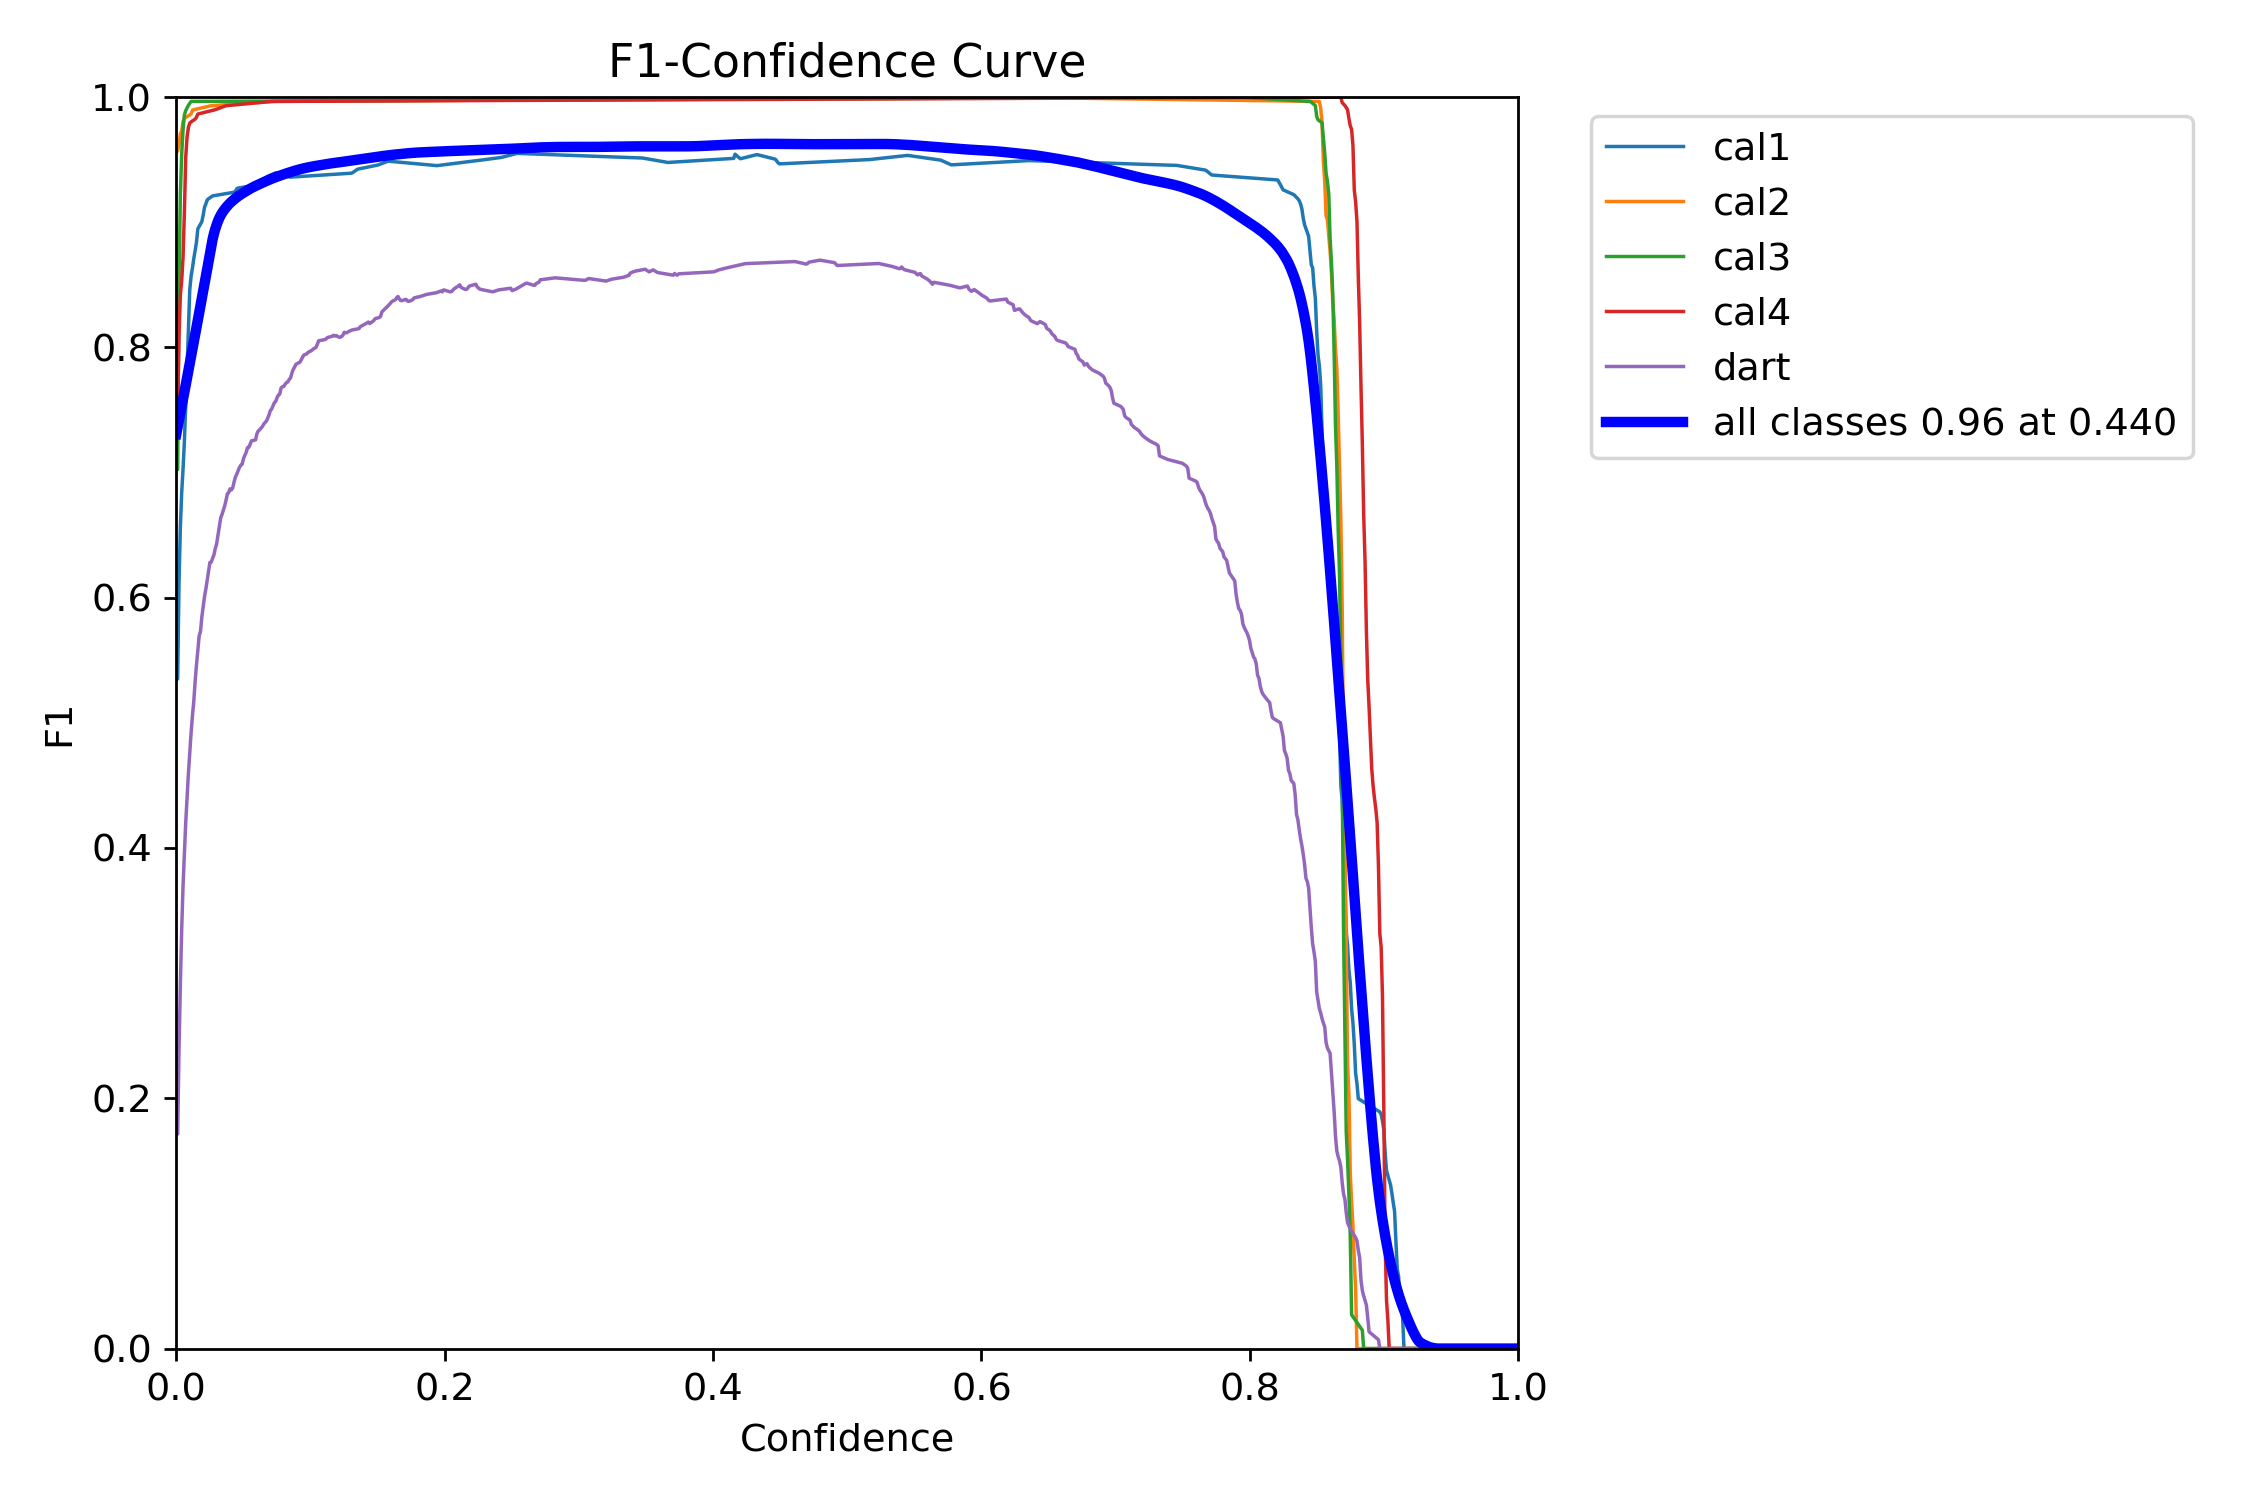 F1-Confidence Curve
1.0
0.8
0.6
0.4
0.2
0.0
F1
0.0 0.2 0.4 0.6 0.8 1.0
Confidence
cal1
cal2
cal3
cal4
dart
all classes 0.96 at 0.440